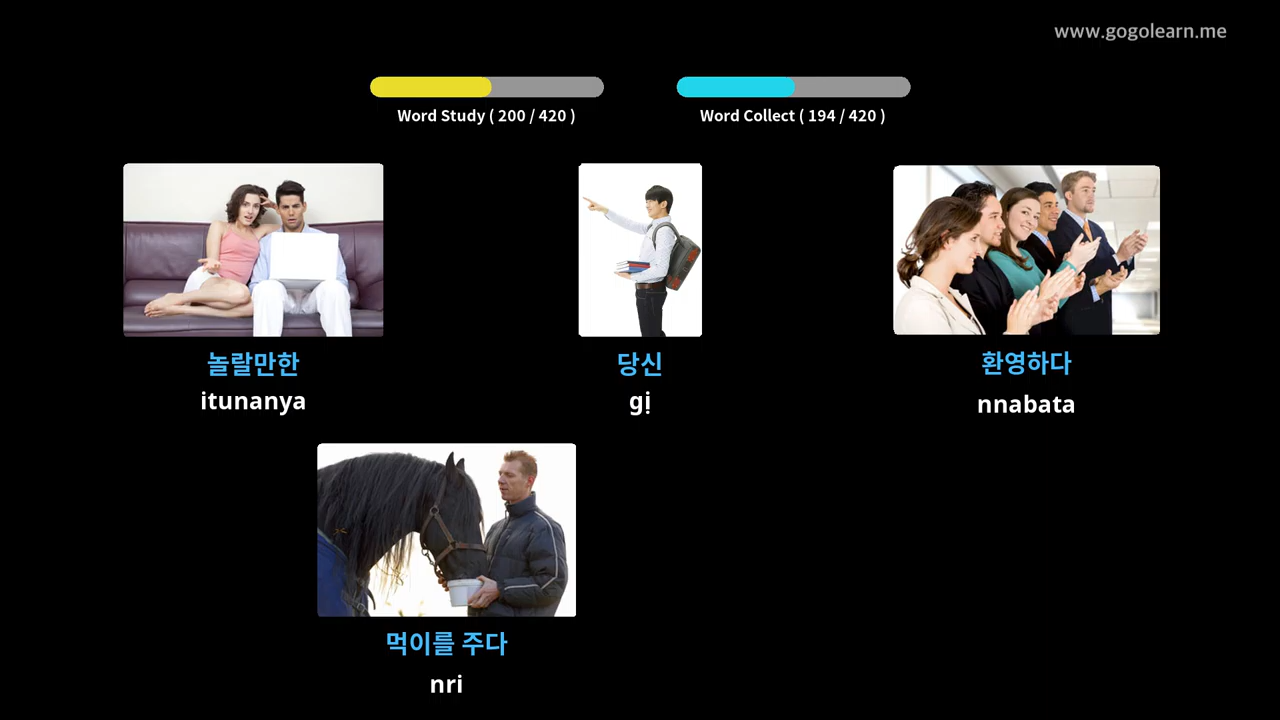 www.gogolearn.me
Word Study ( 200 / 420 )
Word Collect ( 194 / 420 )
놀랄만한
itunanya
당신
gị
환영하다
nnabata
먹이를 주다
nri